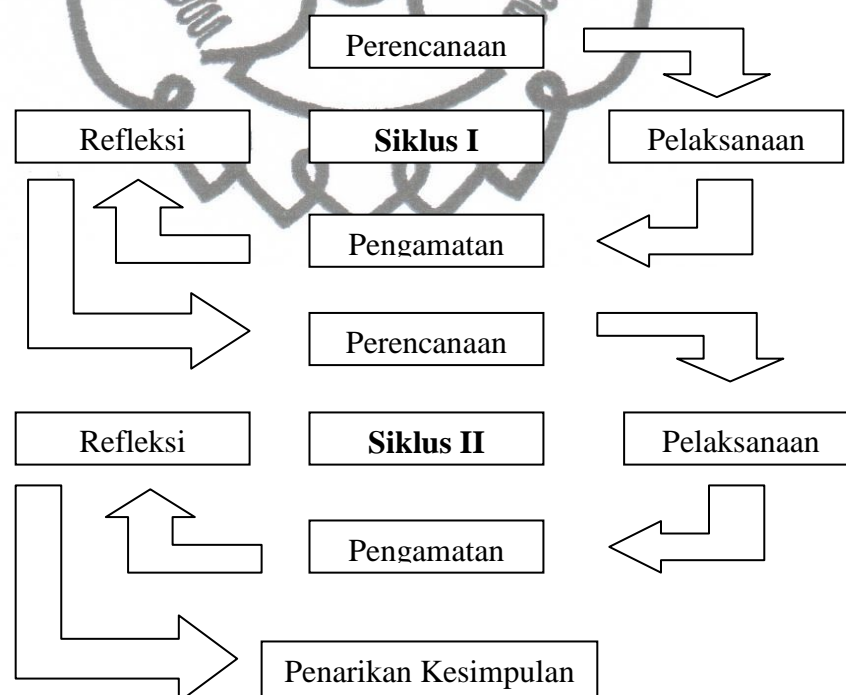 Perencanaan
Refleksi
Siklus I
Pelaksanaan
Pengamatan
Perencanaan
Refleksi
Siklus II
Pelaksanaan
Pengamatan
Penarikan Kesimpulan